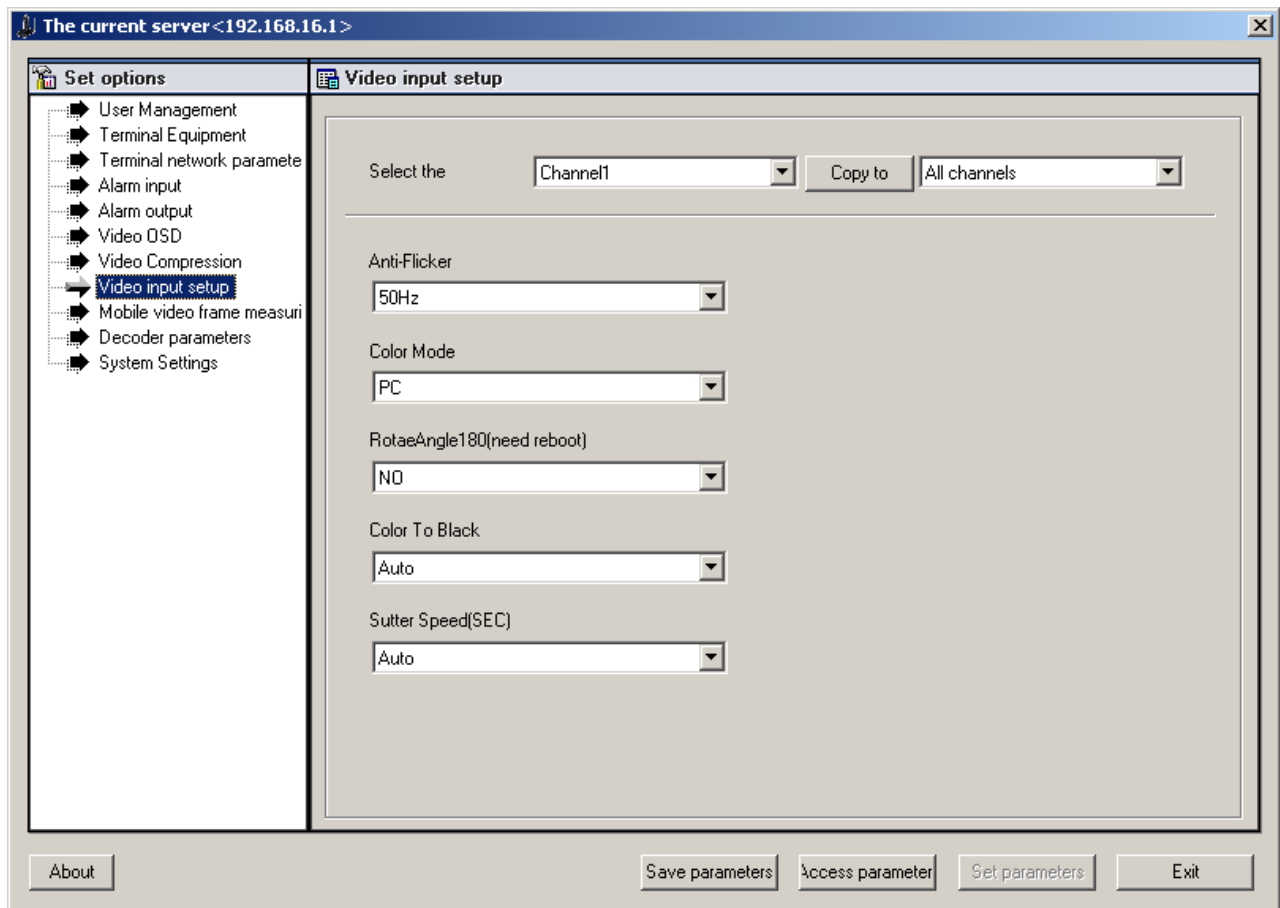 The current server<192.168.16.1>
Set options
User Management
Terminal Equipment
Terminal network paramete
Alarm input
Alarm output
Video OSD
Video Compression
Video input setup
Mobile video frame measuri
Decoder parameters
System Settings
Video input setup
Select the Channel1 Copy to All channels
Anti-Flicker
50Hz
Color Mode
PC
RotaeAngle180(need reboot)
NO
Color To Black
Auto
Sutter Speed(SEC)
Auto
About Save parameters Access parameter Set parameters Exit